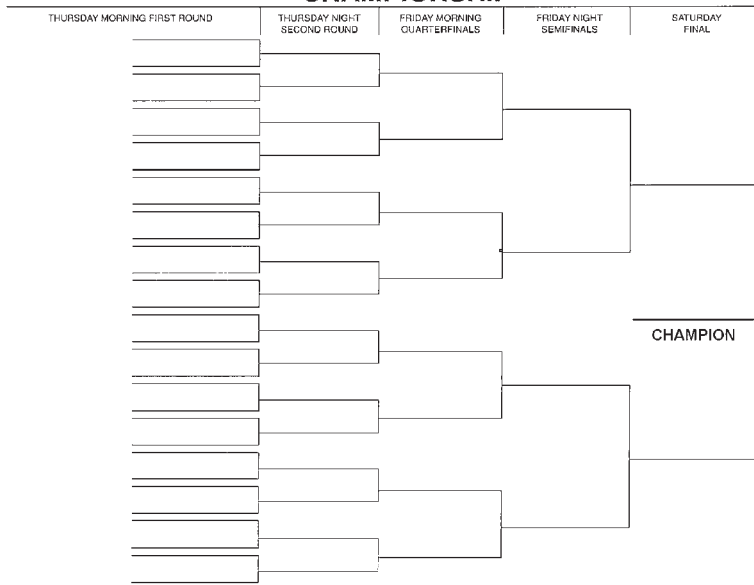 THURSDAY MORNING FIRST ROUND
THURSDAY NIGHT
SECOND ROUND
FRIDAY MORNING
QUARTERFINALS
FRIDAY NIGHT
SEMIFINALS
SATURDAY
FINAL
CHAMPION